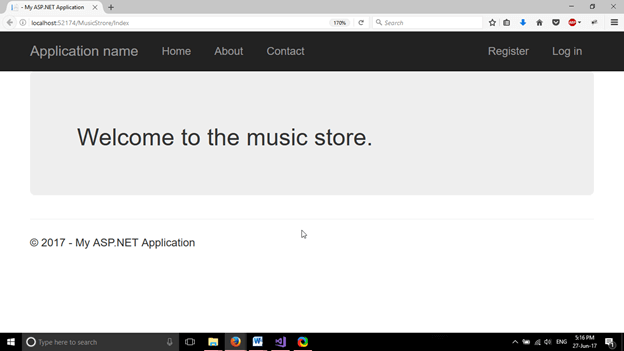 - My ASP.NET Application
localhost:52174/MusicStrore/Index
170%
Search
Application name Home About Contact Register Log in
Welcome to the music store.
© 2017 - My ASP.NET Application
Type here to search
ENG
5:16 PM
27-Jun-17